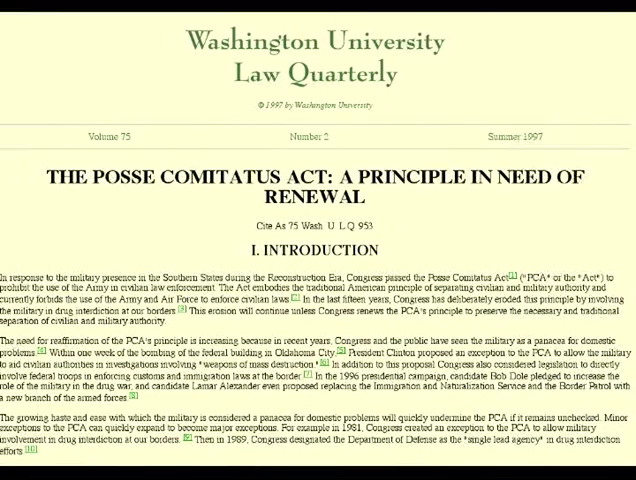 Washington University
Law Quarterly
© 1997 by Washington University
Volume 75 Number 2 Summer 1997
THE POSSE COMITATUS ACT: A PRINCIPLE IN NEED OF
RENEWAL
Cite As 75 Wash. U. L.Q. 953
I. INTRODUCTION
In response to the military presence in the Southern States during the Reconstruction Era, Congress passed the Posse Comitatus Act[1] ("PCA" or the "Act") to
prohibit the use of the Army in civilian law enforcement. The Act embodies the traditional American principle of separating civilian and military authority and
currently forbids the use of the Army and Air Force to enforce civilian laws.[2] In the last fifteen years, Congress has deliberately eroded this principle by involving
the military in drug interdiction at our borders.[3] This erosion will continue unless Congress renews the PCA's principle to preserve the necessary and traditional
separation of civilian and military authority.
The need for reaffirmation of the PCA's principle is increasing because in recent years, Congress and the public have seen the military as a panacea for domestic
problems.[4] Within one week of the bombing of the federal building in Oklahoma City,[5] President Clinton proposed an exception to the PCA to allow the military
to aid civilian authorities in investigations involving "weapons of mass destruction."[6] In addition to this proposal Congress also considered legislation to directly
involve federal troops in enforcing customs and immigration laws at the border.[7] In the 1996 presidential campaign, candidate Bob Dole pledged to increase the
role of the military in the drug war, and candidate Lamar Alexander even proposed replacing the Immigration and Naturalization Service and the Border Patrol with
a new branch of the armed forces.[8]
The growing haste and ease with which the military is considered a panacea for domestic problems will quickly undermine the PCA if it remains unchecked. Minor
exceptions to the PCA can quickly expand to become major exceptions. For example in 1981, Congress created an exception to the PCA to allow military
involvement in drug interdiction at our borders. [9] Then in 1989, Congress designated the Department of Defense as the "single lead agency" in drug interdiction
efforts.[10]